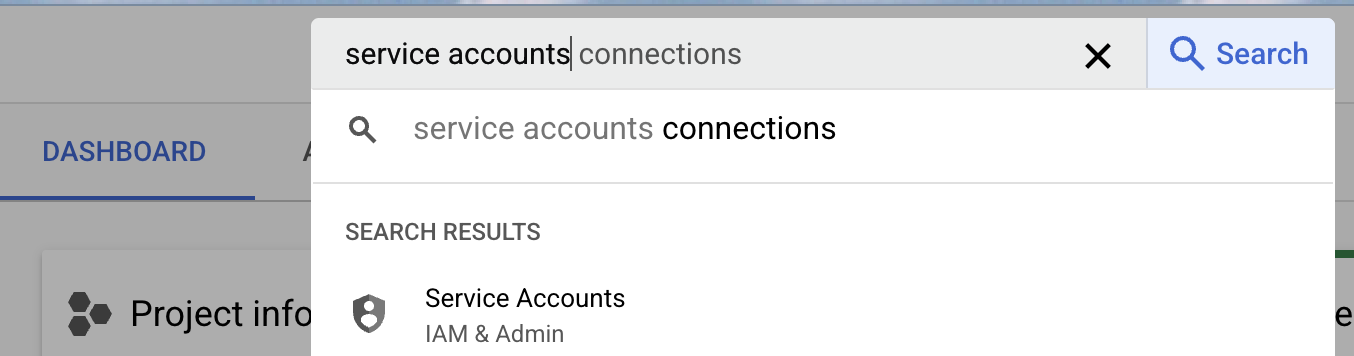 service accounts connections
Search
service accounts connections
DASHBOARD
SEARCH RESULTS
Project info
Service Accounts
IAM & Admin